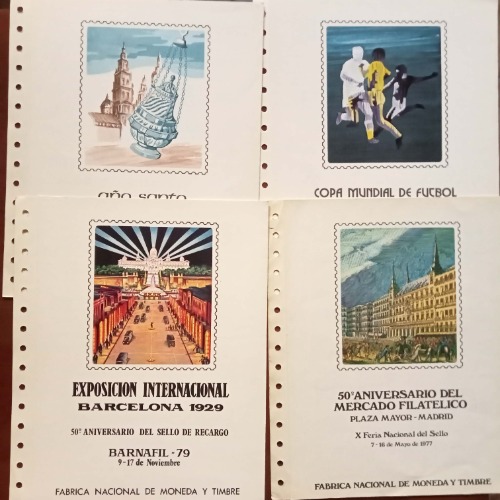 año santo
COPA MUNDIAL DE FUTBOL
EXPOSICION INTERNACIONAL
BARCELONA 1929
50º ANIVERSARIO DEL SELLO DE RECARGO
BARNAFIL - 79
9-17 de Noviembre
FABRICA NACIONAL DE MONEDA Y TIMBRE
50º ANIVERSARIO DEL
MERCADO FILATELICO
PLAZA MAYOR - MADRID
X Feria Nacional del Sello
7-16 de Mayo de 1977
FABRICA NACIONAL DE MONEDA Y TIMBRE